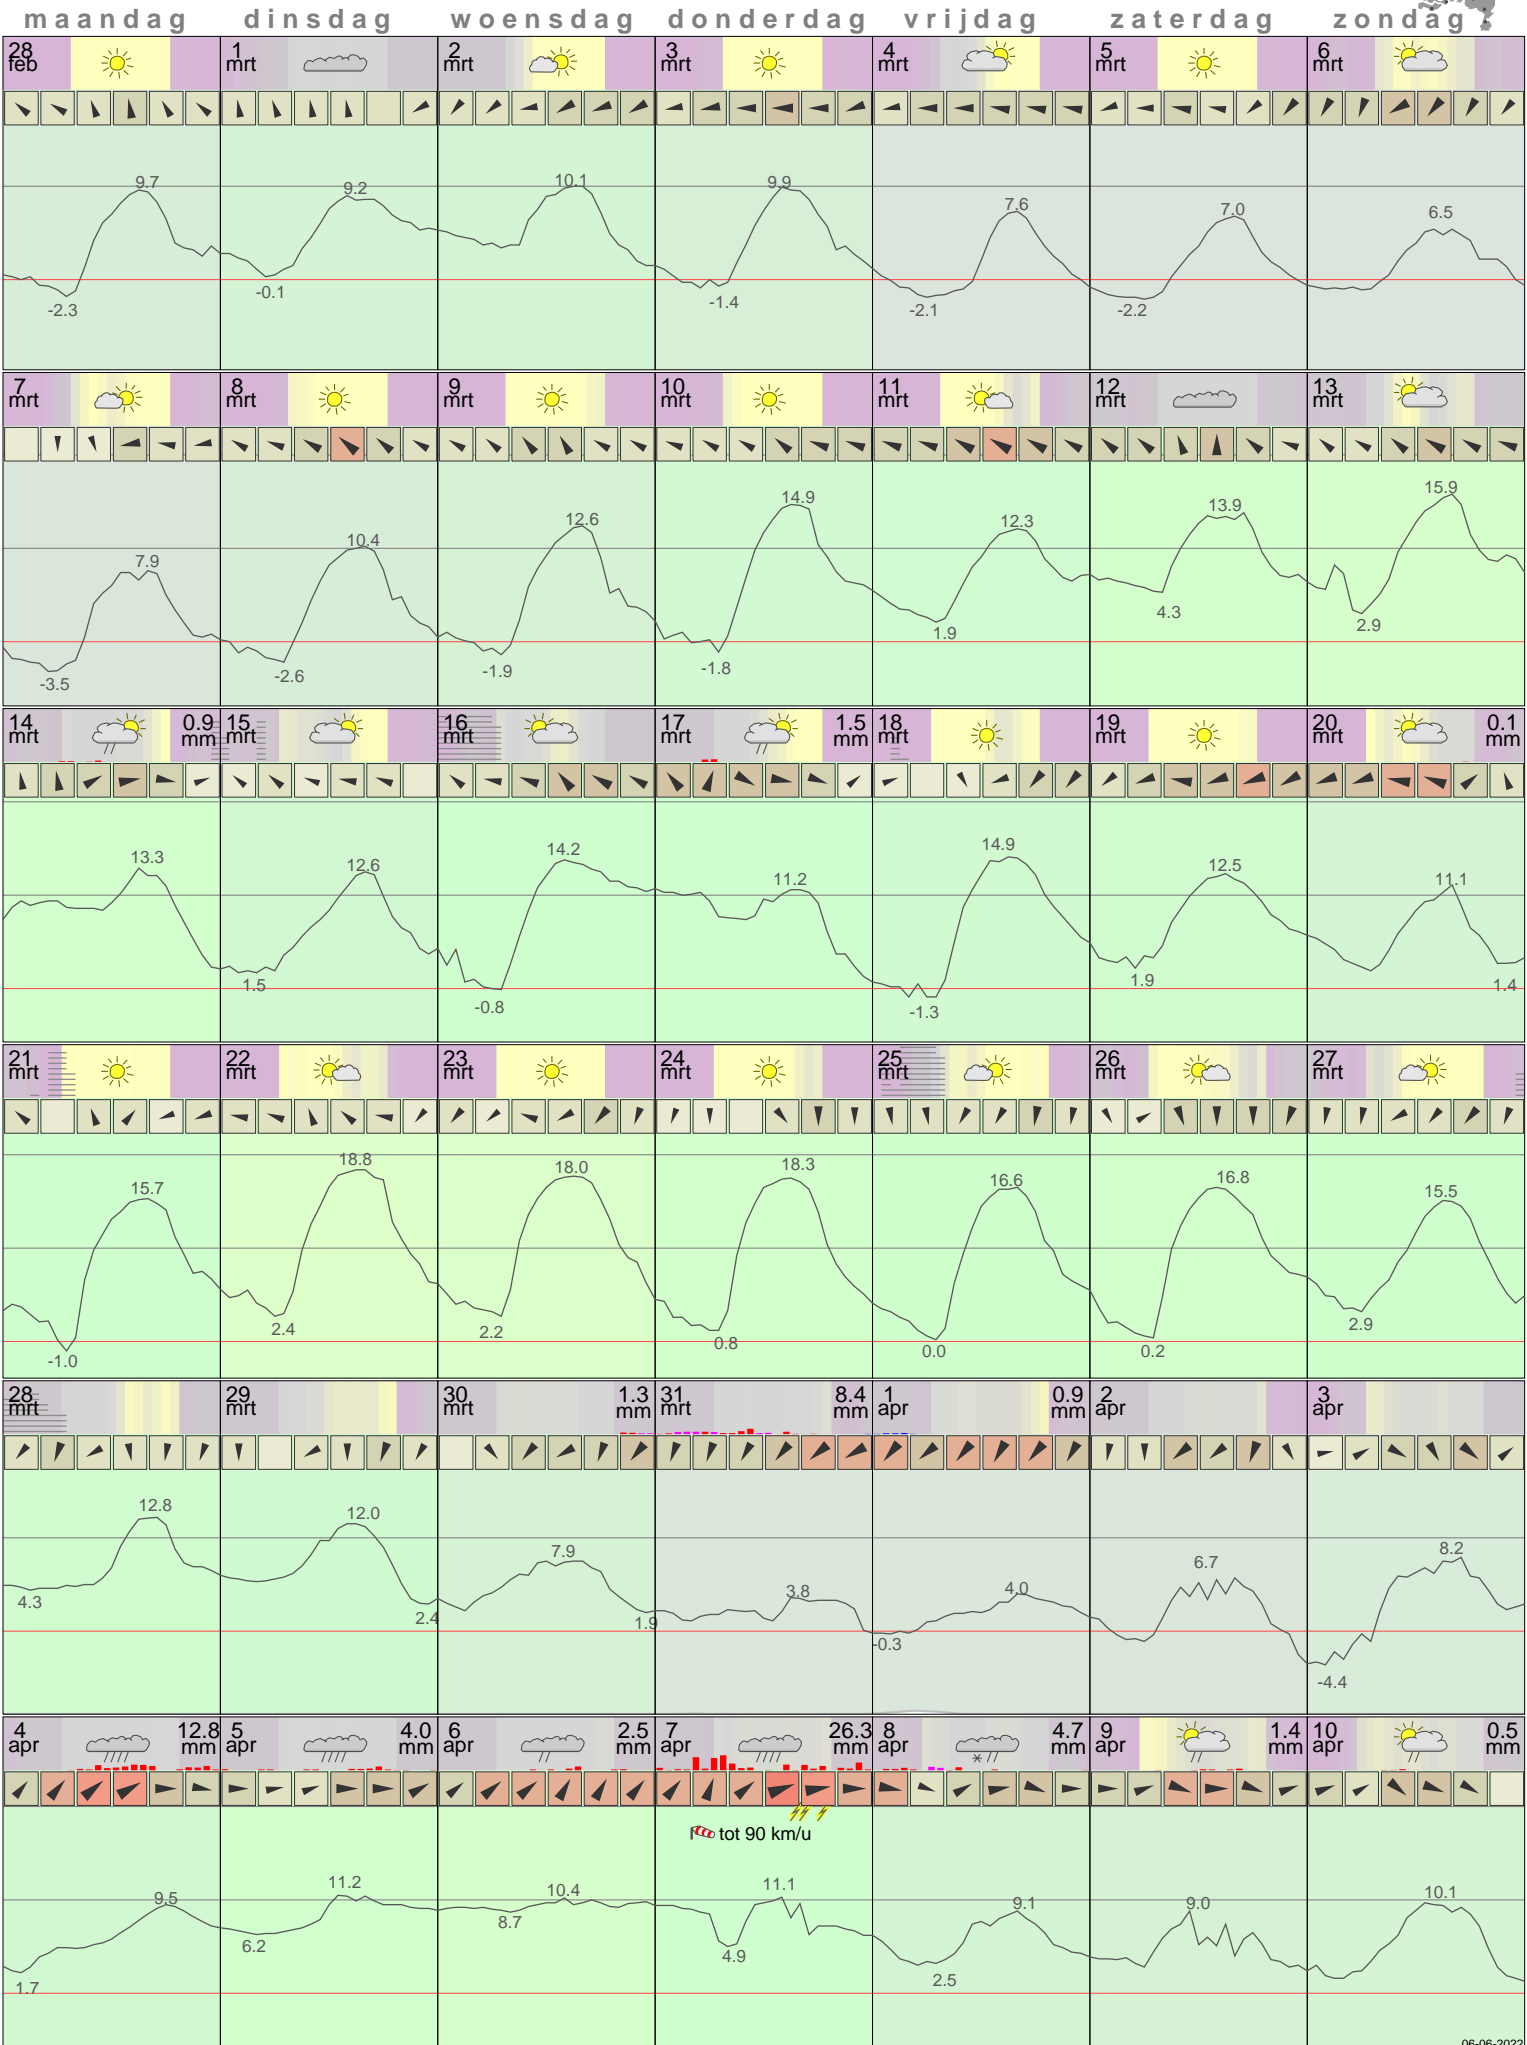 maandag dinsdag woensdag donderdag vrijdag zaterdag zondag
28 feb 1 mrt 2 mrt 3 mrt 4 mrt 5 mrt 6 mrt
9.7 9.2 10.1 9.9 7.6 7.0 6.5
-2.3 -0.1 -1.4 -2.1 -2.2
7 mrt 8 mrt 9 mrt 10 mrt 11 mrt 12 mrt 13 mrt
7.9 10.4 12.6 14.9 12.3 13.9 15.9
-3.5 -2.6 -1.9 -1.8 1.9 4.3 2.9
14 mrt 0.9 mm 15 mrt 16 mrt 17 mrt 1.5 mm 18 mrt 19 mrt 20 mrt 0.1 mm
13.3 12.6 14.2 11.2 14.9 12.5 11.1
1.5 -0.8 -1.3 1.9 1.4
21 mrt 22 mrt 23 mrt 24 mrt 25 mrt 26 mrt 27 mrt
15.7 18.8 18.0 18.3 16.6 16.8 15.5
-1.0 2.4 2.2 0.8 0.0 0.2 2.9
28 mrt 29 mrt 30 mrt 1.3 mm 31 mrt 8.4 mm 1 apr 0.9 mm 2 apr 3 apr
12.8 12.0 7.9 3.8 4.0 6.7 8.2
4.3 2.4 1.9 -0.3 -4.4
4 apr 12.8 mm 5 apr 4.0 mm 6 apr 2.5 mm 7 apr 26.3 mm 8 apr 4.7 mm 9 apr 1.4 mm 10 apr 0.5 mm
tot 90 km/u
9.5 11.2 10.4 11.1 9.1 9.0 10.1
1.7 6.2 8.7 4.9 2.5
06-06-2022